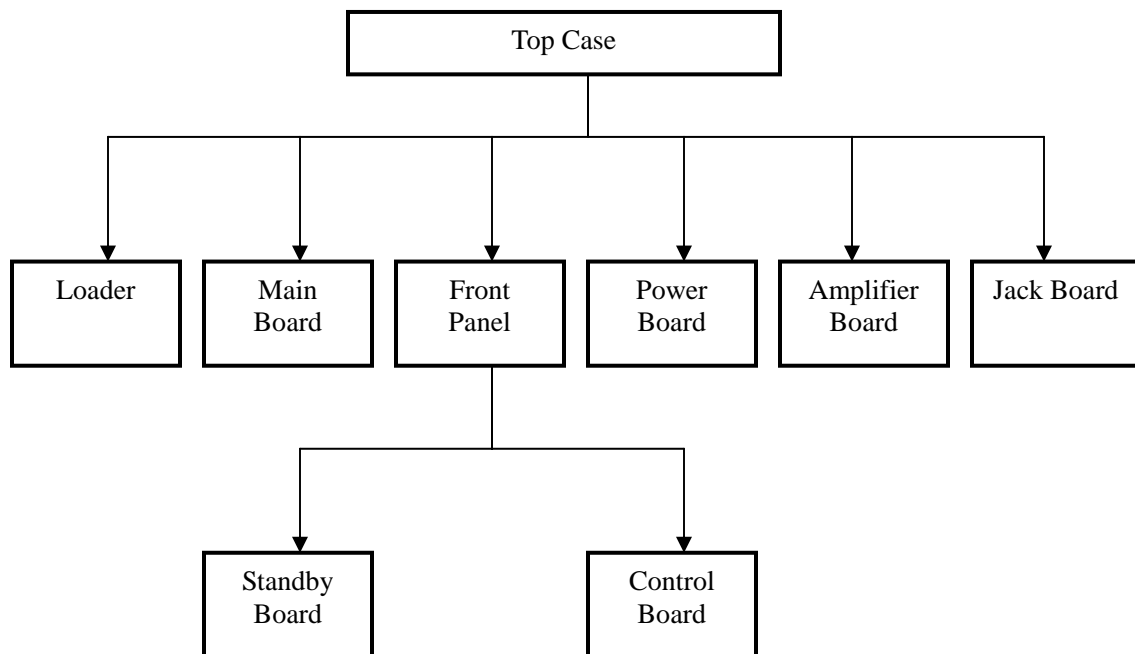 Top Case
Loader
Main
Board
Front
Panel
Power
Board
Amplifier
Board
Jack Board
Standby
Board
Control
Board